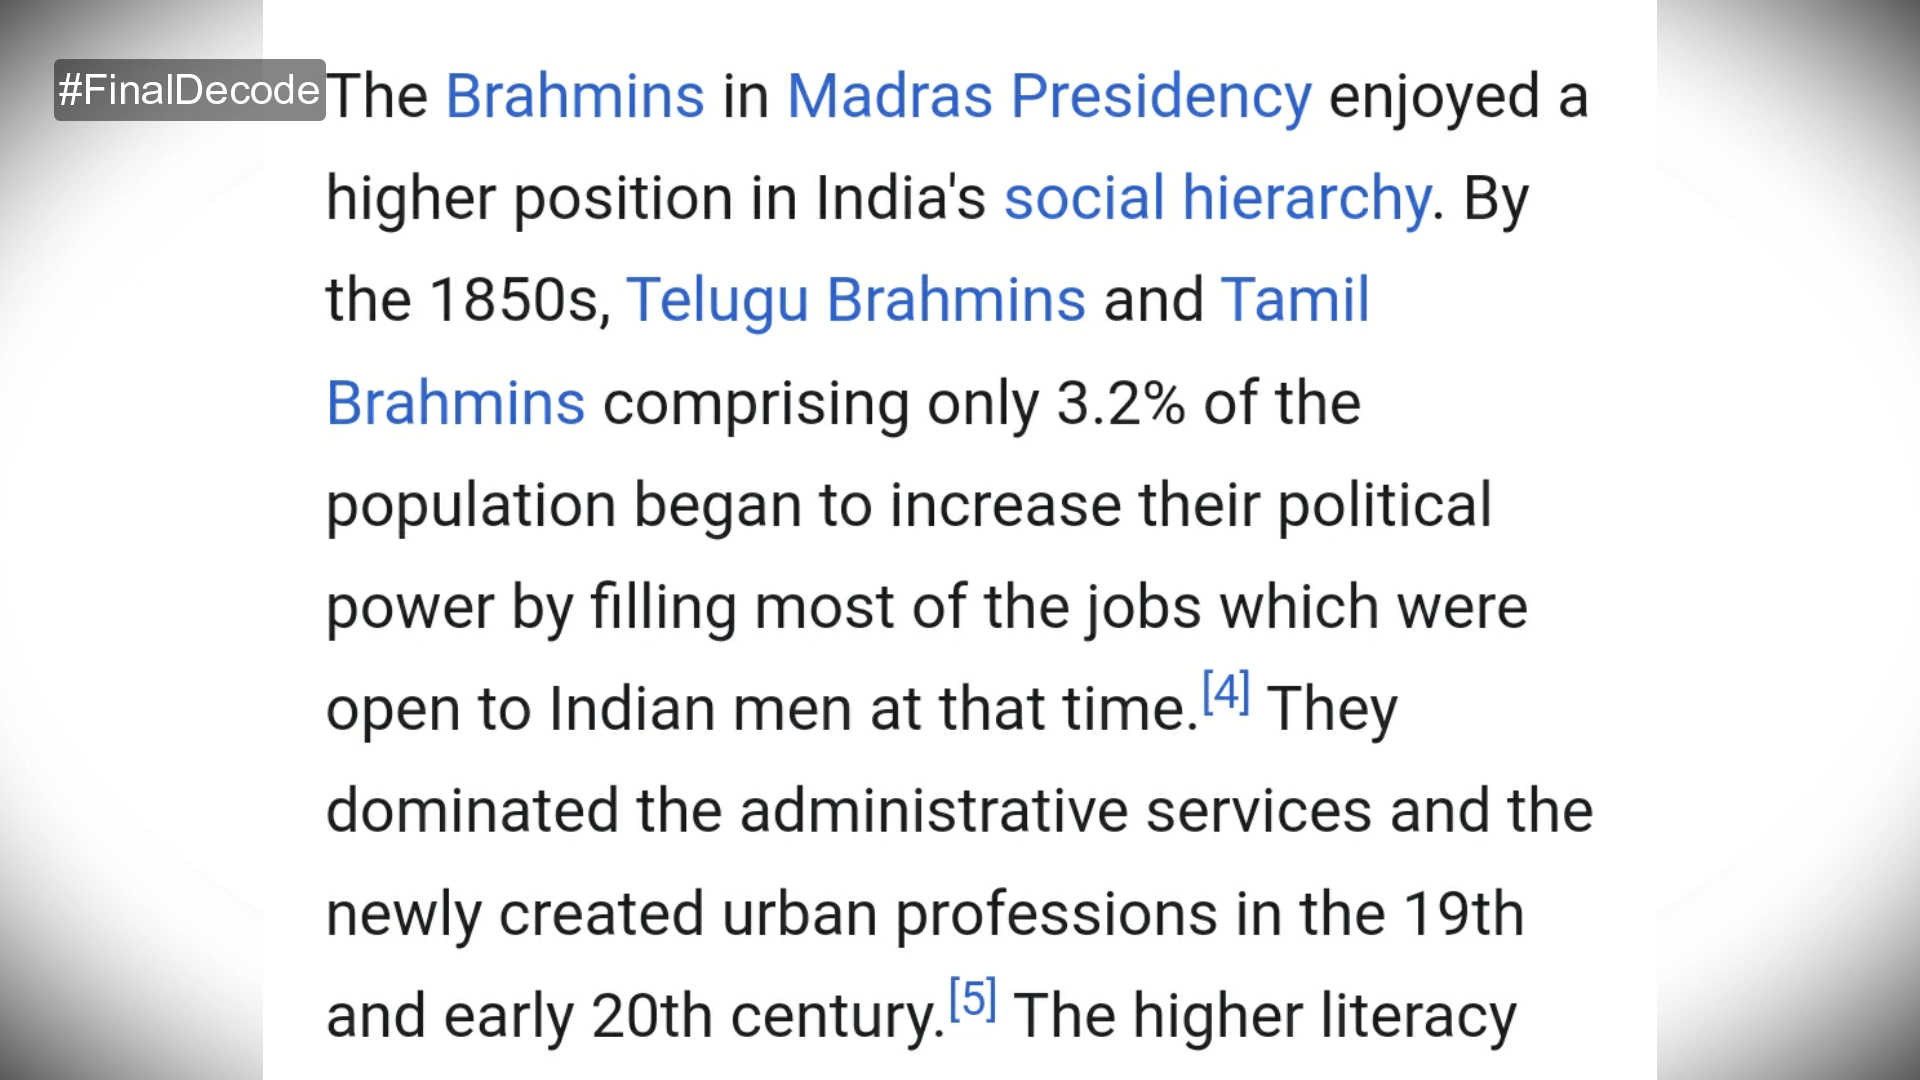 #FinalDecode
The Brahmins in Madras Presidency enjoyed a
higher position in India's social hierarchy. By
the 1850s, Telugu Brahmins and Tamil
Brahmins comprising only 3.2% of the
population began to increase their political
power by filling most of the jobs which were
open to Indian men at that time.[4] They
dominated the administrative services and the
newly created urban professions in the 19th
and early 20th century.[5] The higher literacy